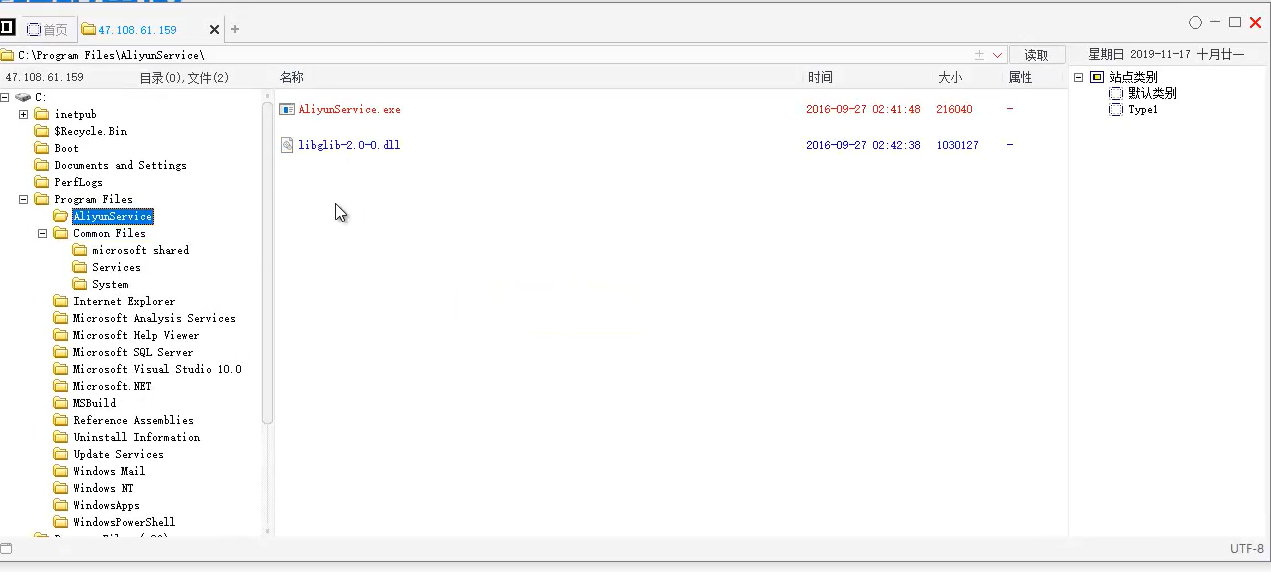 首页 47.108.61.159
C:\Program Files\AliyunService\ 读取 星期日 2019-11-17 十月廿一
47.108.61.159 目录(0),文件(2) 名称 时间 大小 属性 站点类别
C: 默认类别
inetpub AliyunService.exe 2016-09-27 02:41:48 216040 - Type1
$Recycle.Bin
Boot libglib-2.0-0.dll 2016-09-27 02:42:38 1030127 -
Documents and Settings
PerfLogs
Program Files
AliyunService
Common Files
microsoft shared
Services
System
Internet Explorer
Microsoft Analysis Services
Microsoft Help Viewer
Microsoft SQL Server
Microsoft Visual Studio 10.0
Microsoft.NET
MSBuild
Reference Assemblies
Uninstall Information
Update Services
Windows Mail
Windows NT
WindowsApps
WindowsPowerShell
UTF-8